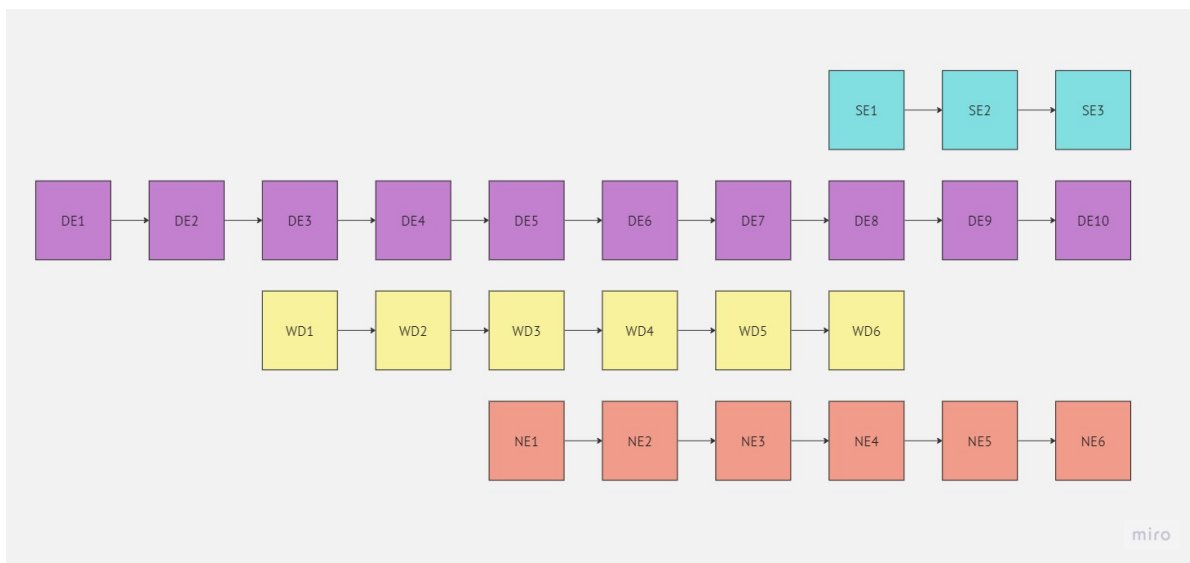 SE1 SE2 SE3
DE1 DE2 DE3 DE4 DE5 DE6 DE7 DE8 DE9 DE10
WD1 WD2 WD3 WD4 WD5 WD6
NE1 NE2 NE3 NE4 NE5 NE6
miro